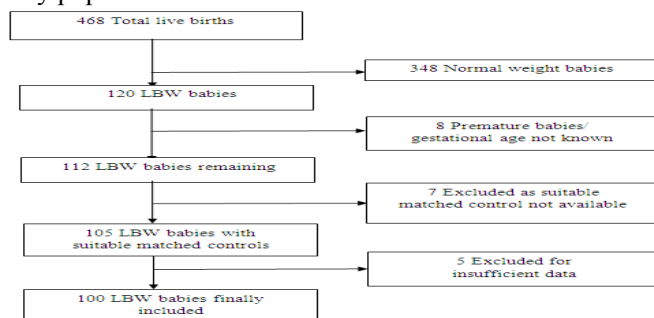 468 Total live births
348 Normal weight babies
120 LBW babies
8 Premature babies/
gestational age not known
112 LBW babies remaining
7 Excluded as suitable
matched control not available
105 LBW babies with
suitable matched controls
5 Excluded for
insufficient data
100 LBW babies finally
included